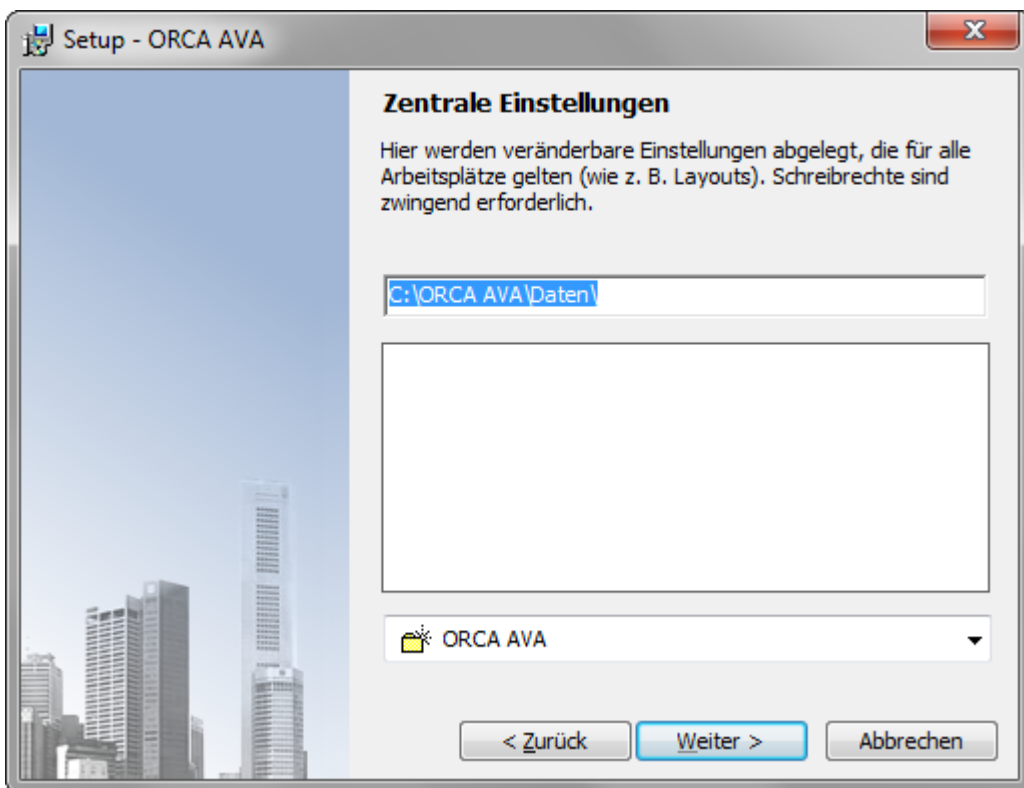 Setup - ORCA AVA
Zentrale Einstellungen
Hier werden veränderbare Einstellungen abgelegt, die für alle
Arbeitsplätze gelten (wie z. B. Layouts). Schreibrechte sind
zwingend erforderlich.
C:\ORCA AVA\Daten\
ORCA AVA
< Zurück
Weiter >
Abbrechen